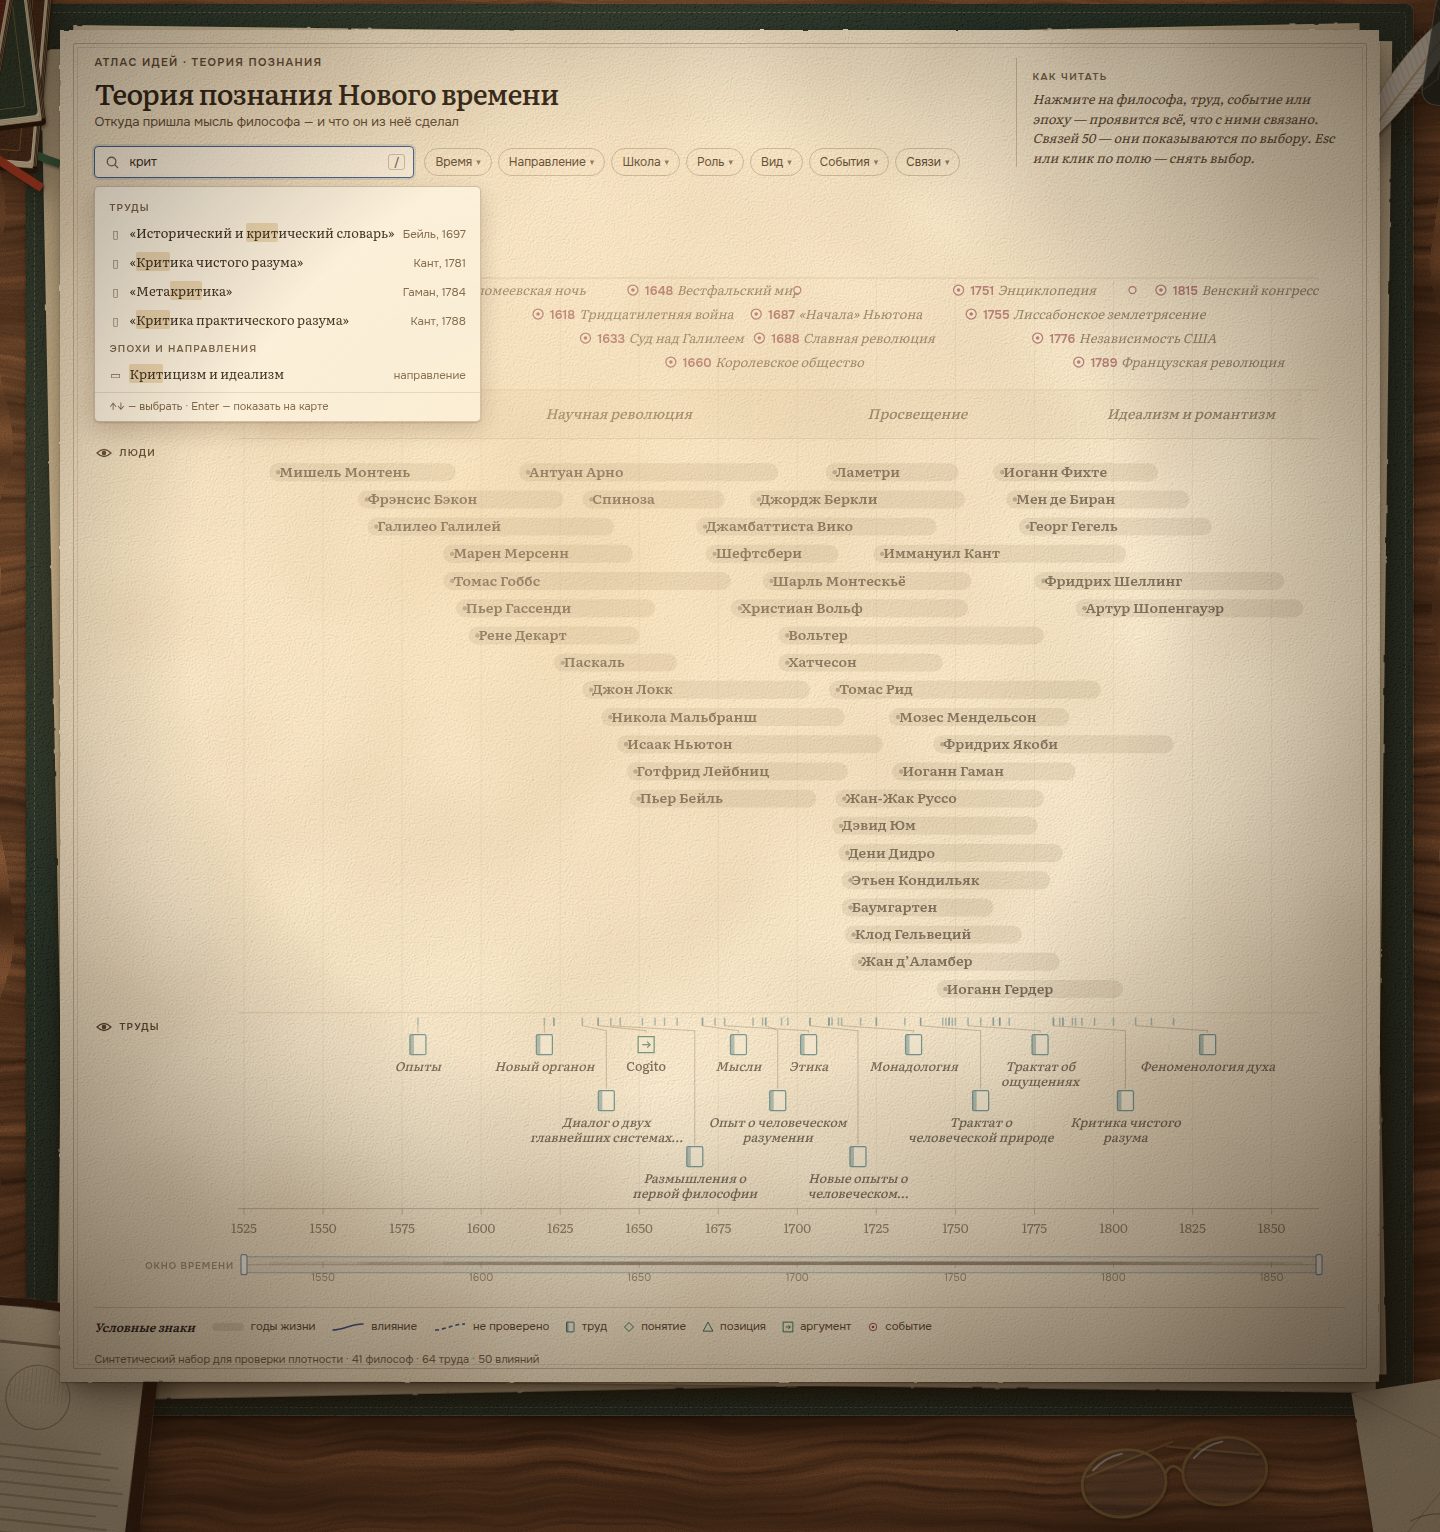 АТЛАС ИДЕЙ · ТЕОРИЯ ПОЗНАНИЯ
Теория познания Нового времени
Откуда пришла мысль философа — и что он из неё сделал
КАК ЧИТАТЬ
Нажмите на философа, труд, событие или
эпоху — проявится всё, что с ними связано.
Связей 50 — они показываются по выбору. Esc
или клик по полю — снять выбор.
крит /
Время ▾ Направление ▾ Школа ▾ Роль ▾ Вид ▾ События ▾ Связи ▾
ТРУДЫ
«Исторический и критический словарь» Бейль, 1697
«Критика чистого разума» Кант, 1781
«Метакритика» Гаман, 1784
«Критика практического разума» Кант, 1788
ЭПОХИ И НАПРАВЛЕНИЯ
Критицизм и идеализм направление
↑↓ — выбрать · Enter — показать на карте
ломеевская ночь 1648 Вестфальский мир 1751 Энциклопедия 1815 Венский конгресс
1618 Тридцатилетняя война 1687 «Начала» Ньютона 1755 Лиссабонское землетрясение
1633 Суд над Галилеем 1688 Славная революция 1776 Независимость США
1660 Королевское общество 1789 Французская революция
Научная революция Просвещение Идеализм и романтизм
ЛЮДИ
Мишель Монтень Антуан Арно Ламетри Иоганн Фихте
Фрэнсис Бэкон Спиноза Джордж Беркли Мен де Биран
Галилео Галилей Джамбаттиста Вико Георг Гегель
Марен Мерсенн Шефтсбери Иммануил Кант
Томас Гоббс Шарль Монтескьё Фридрих Шеллинг
Пьер Гассенди Христиан Вольф Артур Шопенгауэр
Рене Декарт Вольтер
Паскаль Хатчесон
Джон Локк Томас Рид
Никола Мальбранш Мозес Мендельсон
Исаак Ньютон Фридрих Якоби
Готфрид Лейбниц Иоганн Гаман
Пьер Бейль Жан-Жак Руссо
Дэвид Юм
Дени Дидро
Этьен Кондильяк
Баумгартен
Клод Гельвеций
Жан д’Аламбер
Иоганн Гердер
ТРУДЫ
Опыты Новый органон Cogito Мысли Этика Монадология Трактат об
ощущениях Феноменология духа
Диалог о двух
главнейших системах… Опыт о человеческом
разумении Трактат о
человеческой природе Критика чистого
разума
Размышления о
первой философии Новые опыты о
человеческом…
1525 1550 1575 1600 1625 1650 1675 1700 1725 1750 1775 1800 1825 1850
ОКНО ВРЕМЕНИ
1550 1600 1650 1700 1750 1800 1850
Условные знаки годы жизни влияние не проверено труд понятие позиция аргумент событие
Синтетический набор для проверки плотности · 41 философ · 64 труда · 50 влияний